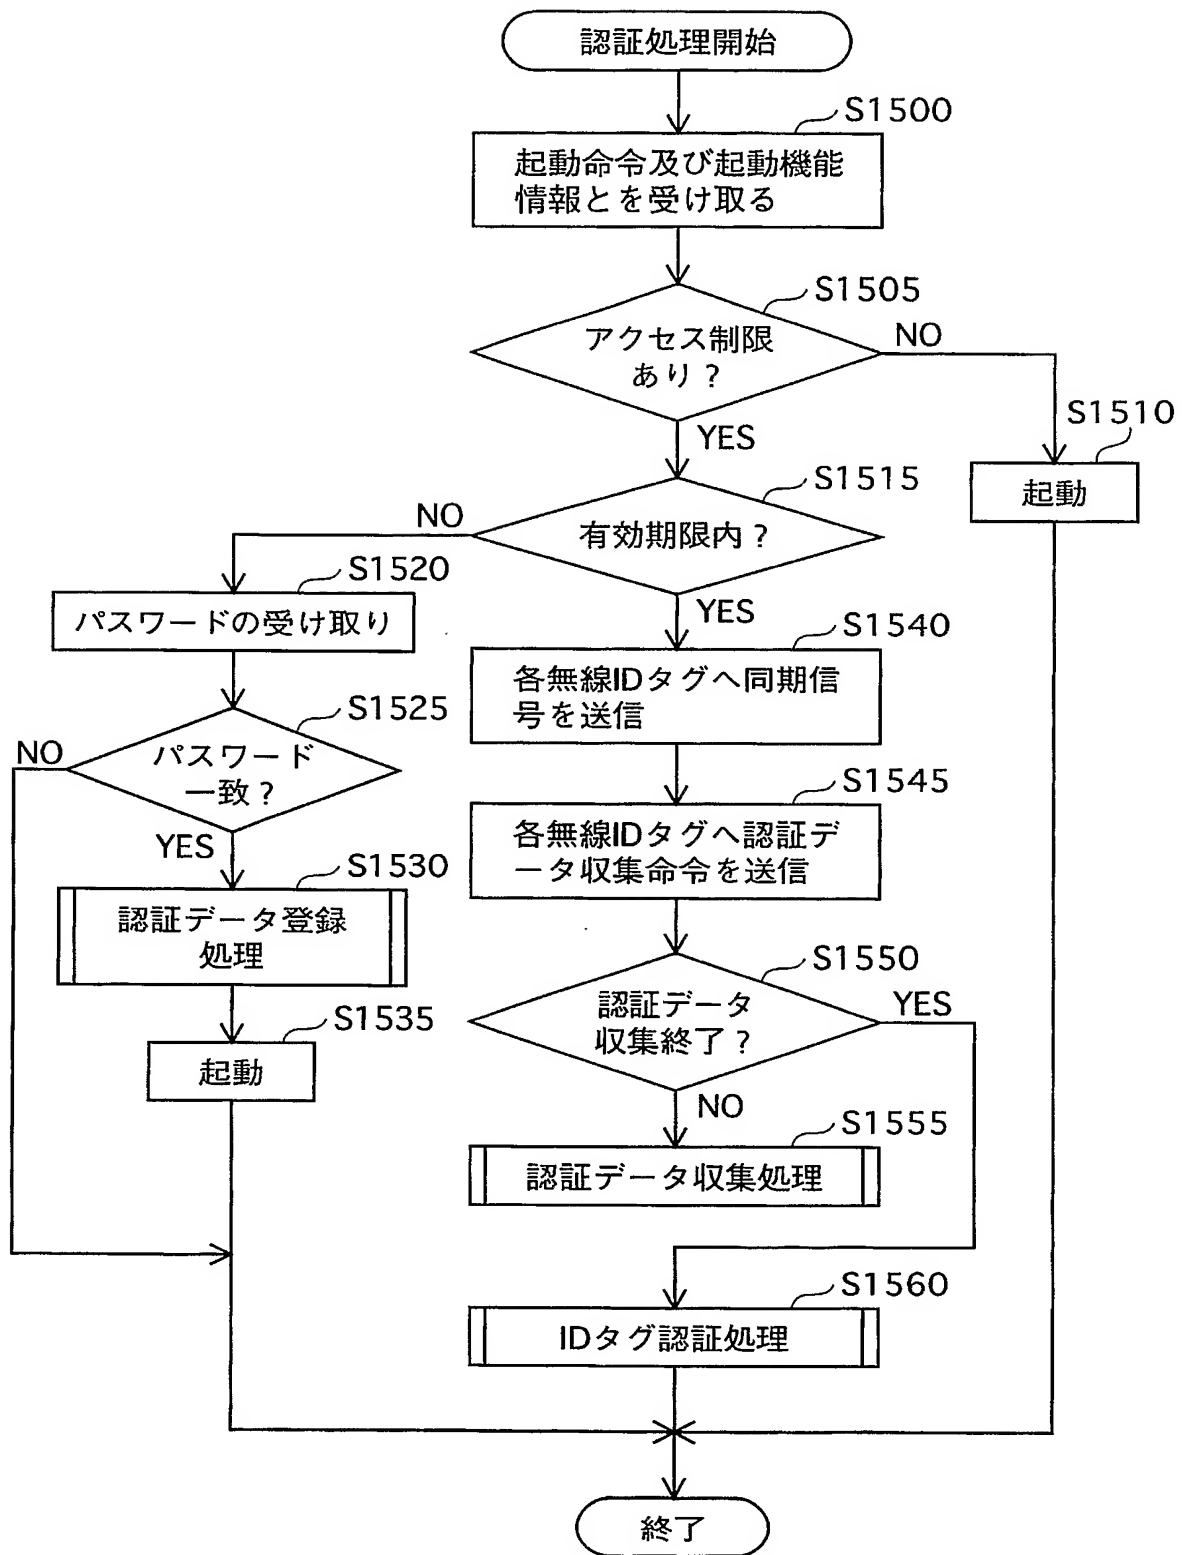 認証処理開始
S1500
起動命令及び起動機能
情報とを受け取る
S1505
アクセス制限
あり？
NO
YES
S1510
起動
S1515
有効期限内？
NO
YES
S1520
パスワードの受け取り
S1525
パスワード
一致？
NO
YES
S1530
認証データ登録
処理
S1535
起動
S1540
各無線IDタグへ同期信
号を送信
S1545
各無線IDタグへ認証デ
ータ収集命令を送信
S1550
認証データ
収集終了？
YES
NO
S1555
認証データ収集処理
S1560
IDタグ認証処理
終了